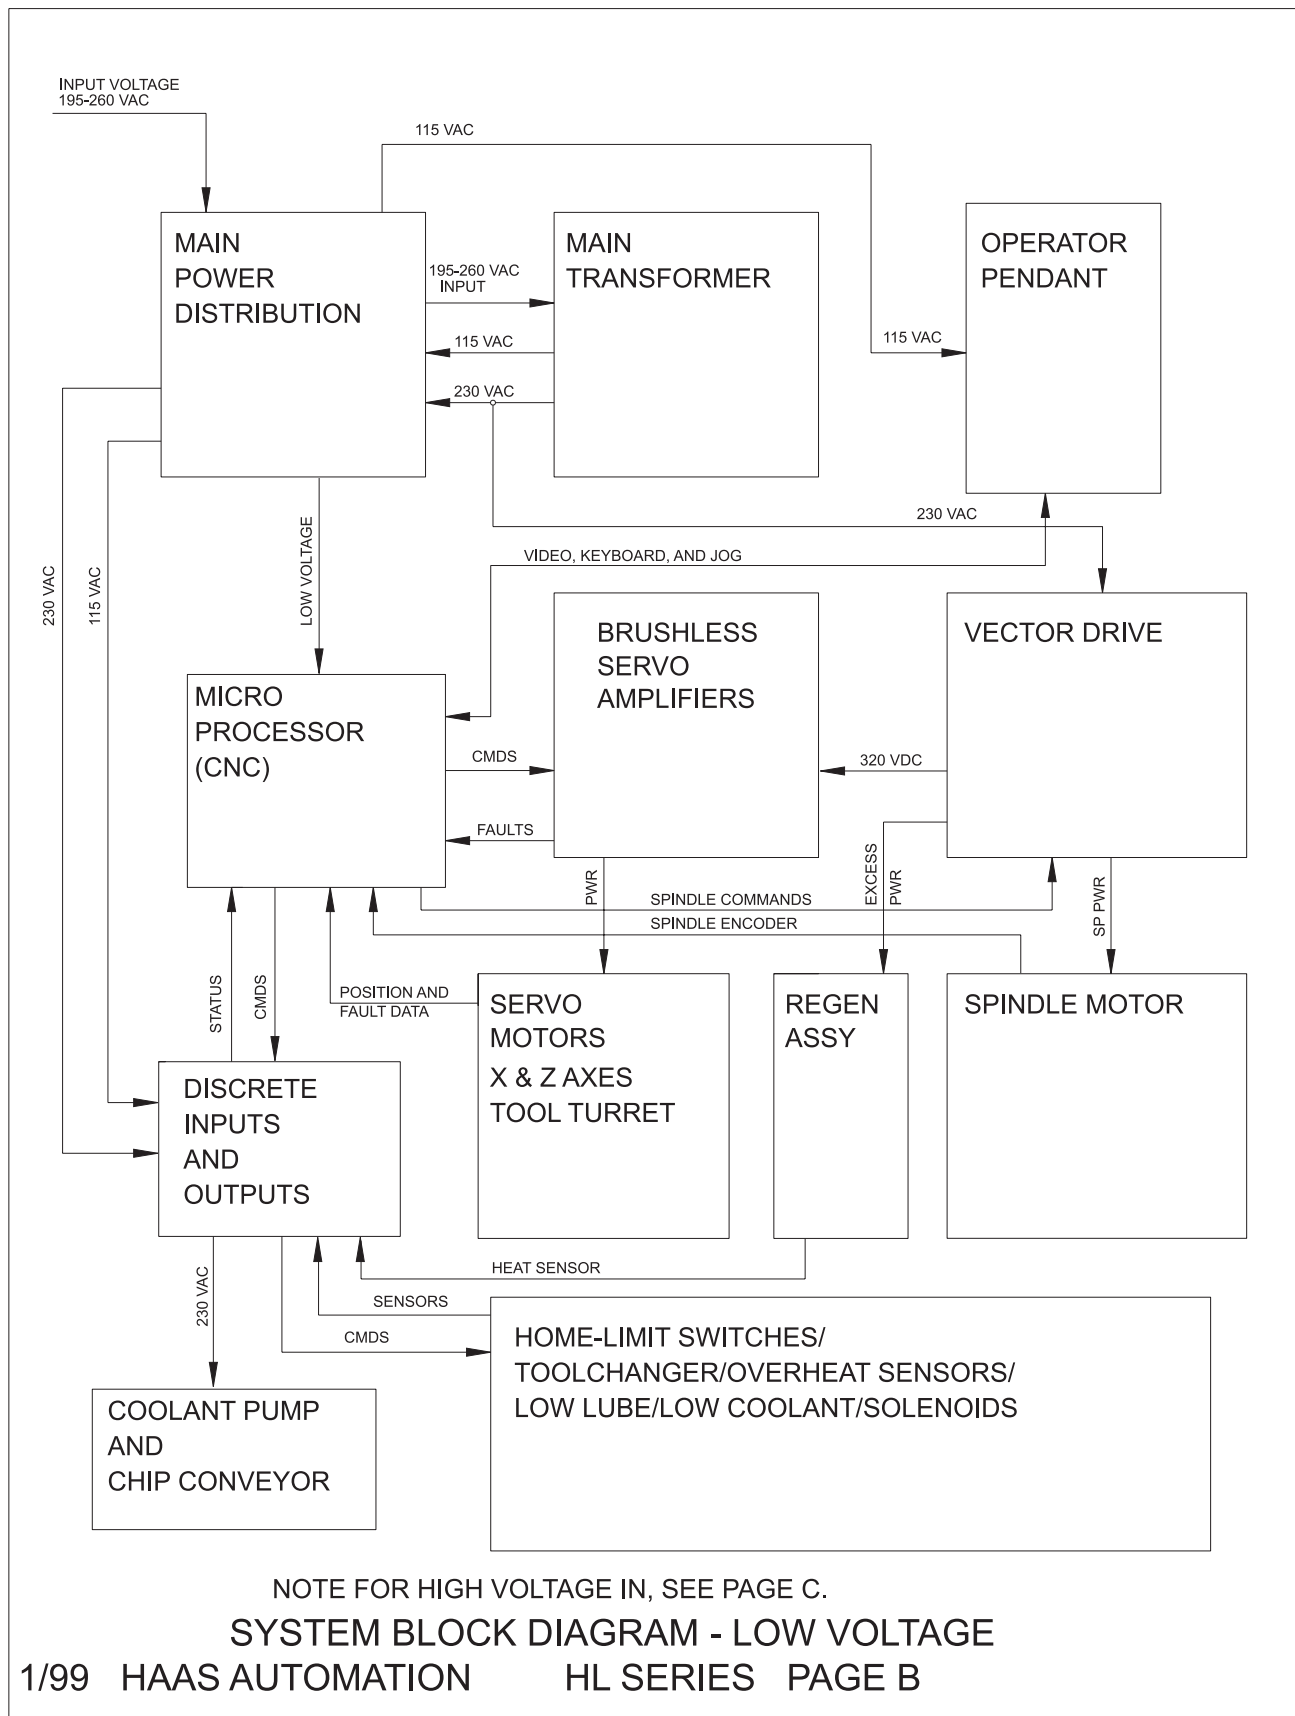 INPUT VOLTAGE
195-260 VAC
115 VAC
MAIN
POWER
DISTRIBUTION
195-260 VAC
INPUT
115 VAC
230 VAC
MAIN
TRANSFORMER
OPERATOR
PENDANT
115 VAC
230 VAC
VIDEO, KEYBOARD, AND JOG
230 VAC
115 VAC
LOW VOLTAGE
BRUSHLESS
SERVO
AMPLIFIERS
VECTOR DRIVE
MICRO
PROCESSOR
(CNC)
CMDS
320 VDC
FAULTS
PWR
EXCESS
PWR
SPINDLE COMMANDS
SPINDLE ENCODER
SP PWR
STATUS
CMDS
POSITION AND
FAULT DATA
SERVO
MOTORS
X & Z AXES
TOOL TURRET
REGEN
ASSY
SPINDLE MOTOR
DISCRETE
INPUTS
AND
OUTPUTS
HEAT SENSOR
230 VAC
SENSORS
CMDS
HOME-LIMIT SWITCHES/
TOOLCHANGER/OVERHEAT SENSORS/
LOW LUBE/LOW COOLANT/SOLENOIDS
COOLANT PUMP
AND
CHIP CONVEYOR
NOTE FOR HIGH VOLTAGE IN, SEE PAGE C.
SYSTEM BLOCK DIAGRAM - LOW VOLTAGE
1/99 HAAS AUTOMATION HL SERIES PAGE B